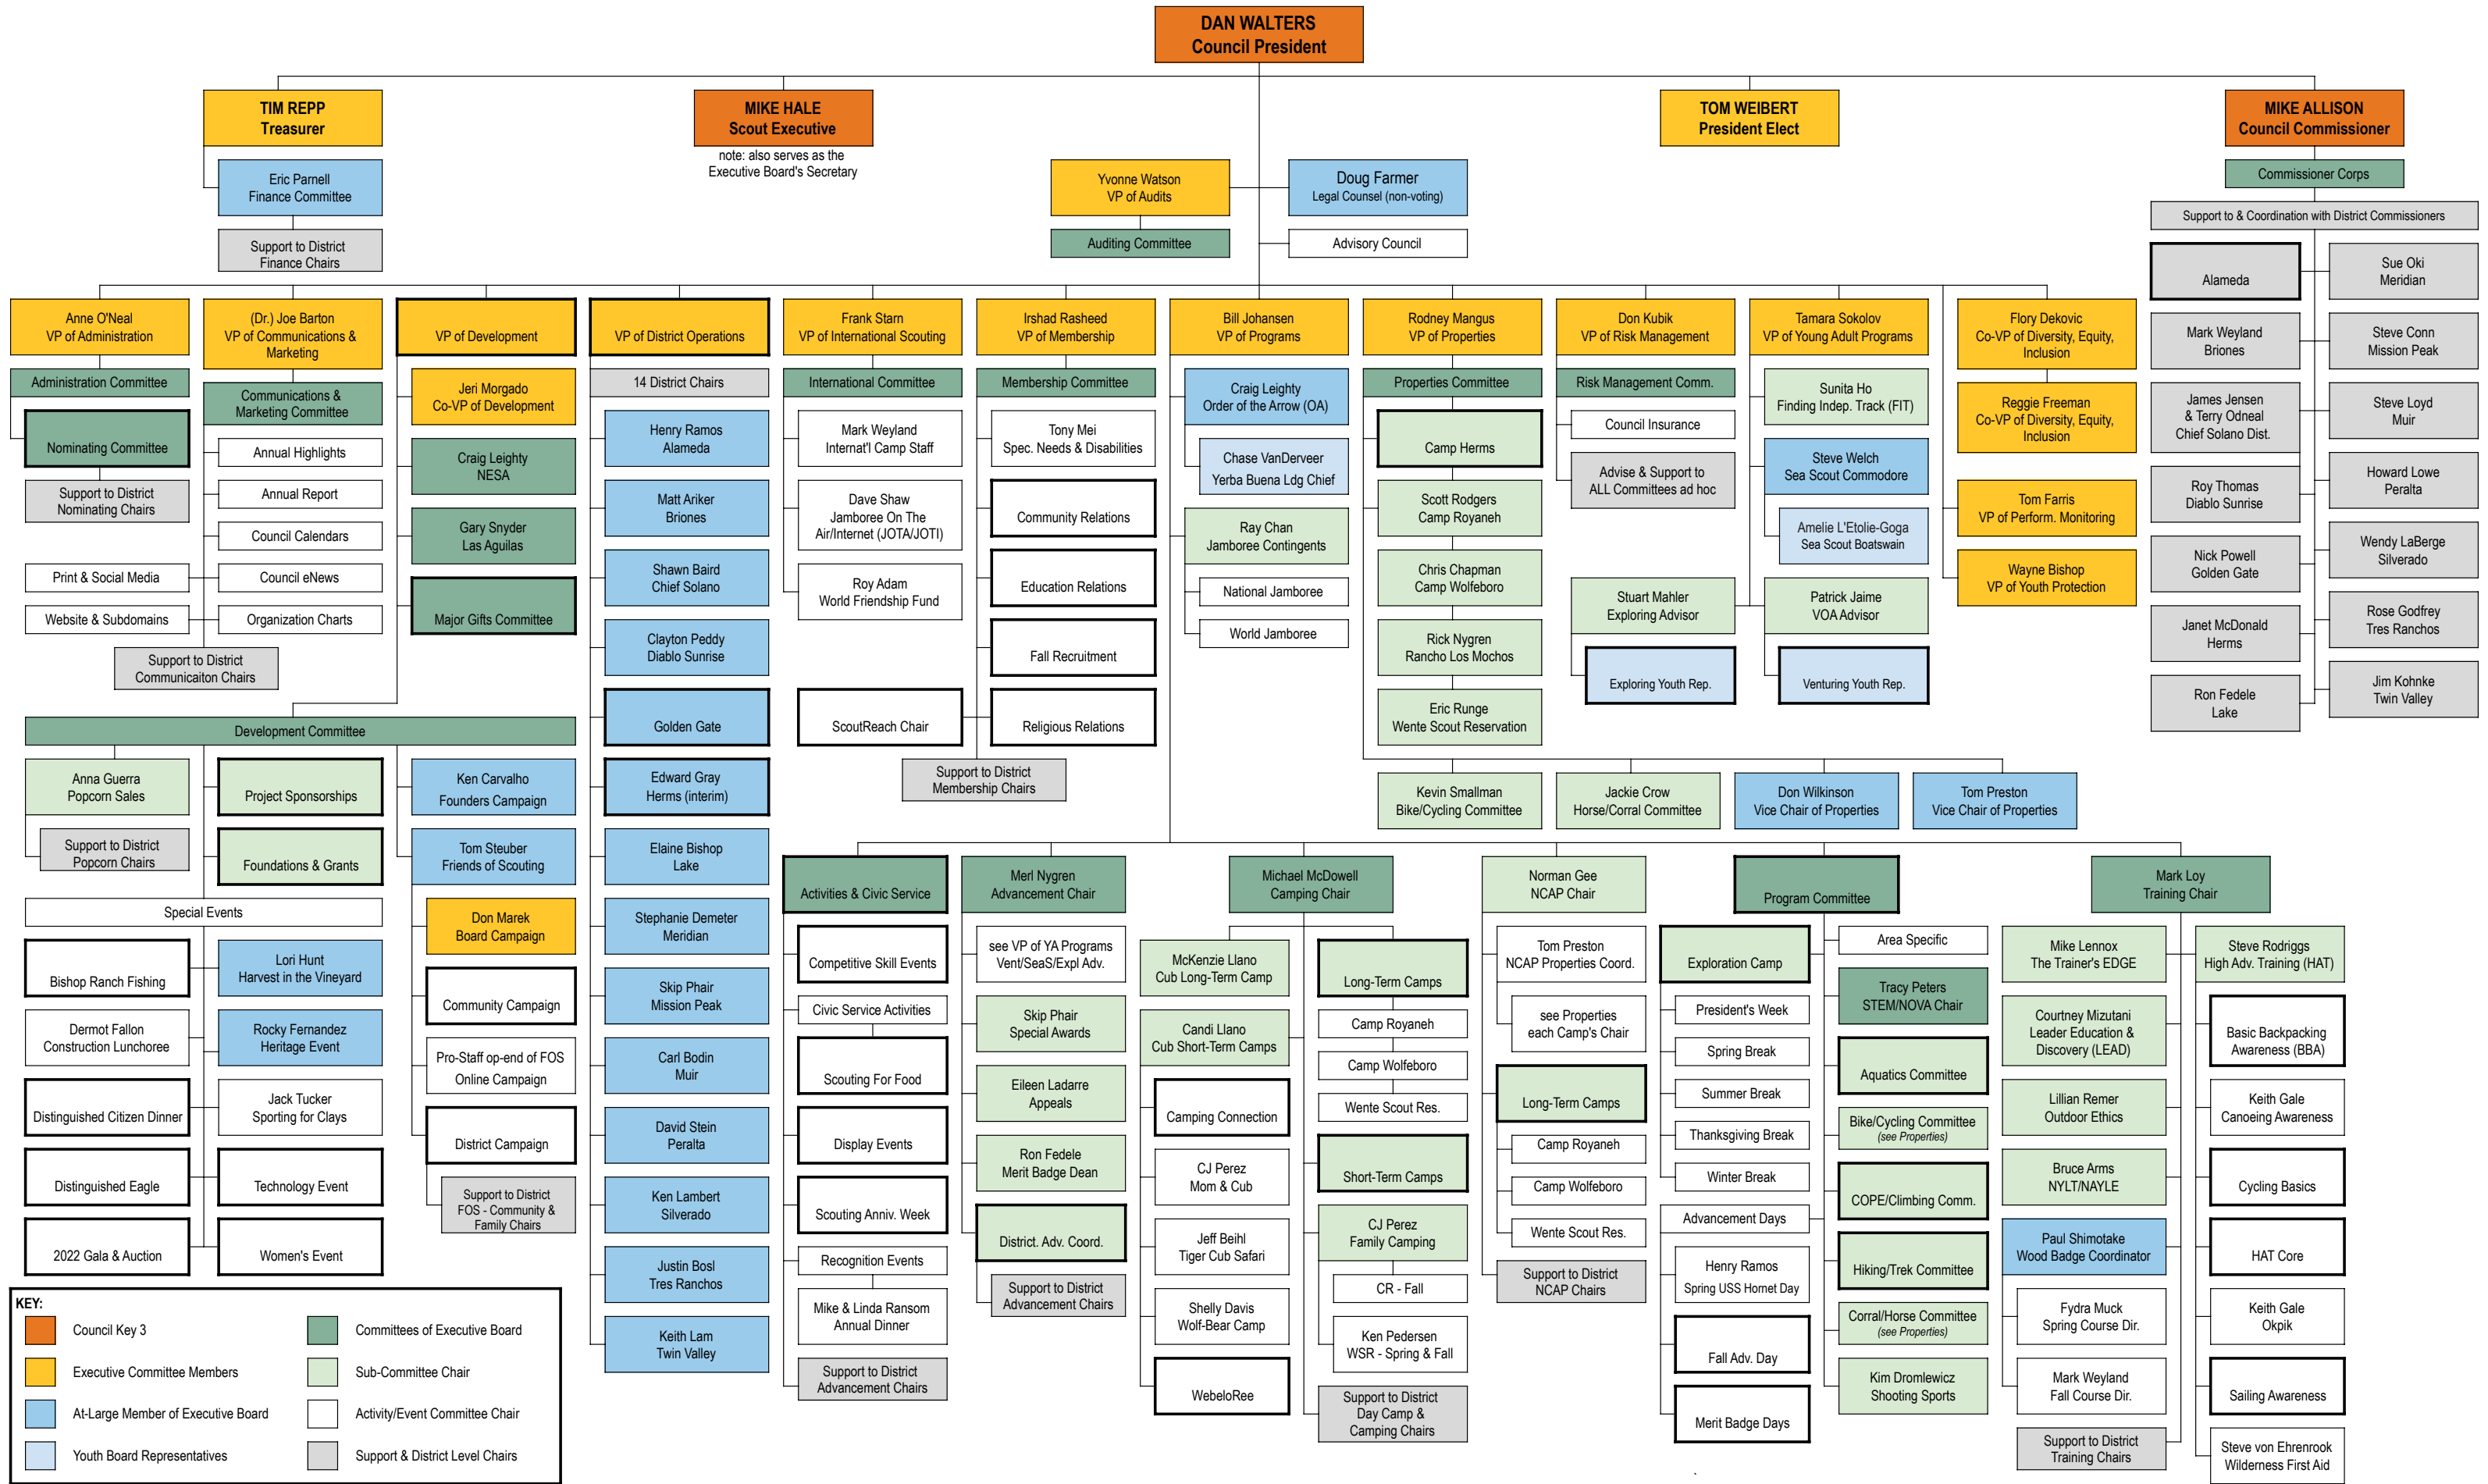 DAN WALTERS
Council President
TIM REPP
Treasurer
MIKE HALE
Scout Executive
note: also serves as the
Executive Board's Secretary
TOM WEIBERT
President Elect
MIKE ALLISON
Council Commissioner
Eric Parnell
Finance Committee
Support to District
Finance Chairs
Yvonne Watson
VP of Audits
Auditing Committee
Doug Farmer
Legal Counsel (non-voting)
Advisory Council
Commissioner Corps
Support to & Coordination with District Commissioners
Alameda
Sue Oki
Meridian
Mark Weyland
Briones
Steve Conn
Mission Peak
James Jensen
& Terry Odneal
Chief Solano Dist.
Steve Loyd
Muir
Roy Thomas
Diablo Sunrise
Howard Lowe
Peralta
Nick Powell
Golden Gate
Wendy LaBerge
Silverado
Janet McDonald
Herms
Rose Godfrey
Tres Ranchos
Ron Fedele
Lake
Jim Kohnke
Twin Valley
Anne O'Neal
VP of Administration
Administration Committee
Nominating Committee
Support to District
Nominating Chairs
(Dr.) Joe Barton
VP of Communications &
Marketing
Communications &
Marketing Committee
Annual Highlights
Annual Report
Council Calendars
Print & Social Media
Council eNews
Website & Subdomains
Organization Charts
Support to District
Communicaiton Chairs
VP of Development
Jeri Morgado
Co-VP of Development
Craig Leighty
NESA
Gary Snyder
Las Aguilas
Major Gifts Committee
Development Committee
Anna Guerra
Popcorn Sales
Support to District
Popcorn Chairs
Project Sponsorships
Foundations & Grants
Ken Carvalho
Founders Campaign
Tom Steuber
Friends of Scouting
Don Marek
Board Campaign
Community Campaign
Pro-Staff op-end of FOS
Online Campaign
District Campaign
Support to District
FOS - Community &
Family Chairs
Special Events
Bishop Ranch Fishing
Lori Hunt
Harvest in the Vineyard
Dermot Fallon
Construction Lunchoree
Rocky Fernandez
Heritage Event
Distinguished Citizen Dinner
Jack Tucker
Sporting for Clays
Distinguished Eagle
Technology Event
2022 Gala & Auction
Women's Event
VP of District Operations
14 District Chairs
Henry Ramos
Alameda
Matt Ariker
Briones
Shawn Baird
Chief Solano
Clayton Peddy
Diablo Sunrise
Golden Gate
Edward Gray
Herms (interim)
Elaine Bishop
Lake
Stephanie Demeter
Meridian
Skip Phair
Mission Peak
Carl Bodin
Muir
David Stein
Peralta
Ken Lambert
Silverado
Justin Bosl
Tres Ranchos
Keith Lam
Twin Valley
Frank Starn
VP of International Scouting
International Committee
Mark Weyland
Internat'l Camp Staff
Dave Shaw
Jamboree On The
Air/Internet (JOTA/JOTI)
Roy Adam
World Friendship Fund
Irshad Rasheed
VP of Membership
Membership Committee
Tony Mei
Spec. Needs & Disabilities
Community Relations
Education Relations
Fall Recruitment
ScoutReach Chair
Religious Relations
Support to District
Membership Chairs
Bill Johansen
VP of Programs
Craig Leighty
Order of the Arrow (OA)
Chase VanDerveer
Yerba Buena Ldg Chief
Ray Chan
Jamboree Contingents
National Jamboree
World Jamboree
Rodney Mangus
VP of Properties
Properties Committee
Camp Herms
Scott Rodgers
Camp Royaneh
Chris Chapman
Camp Wolfeboro
Rick Nygren
Rancho Los Mochos
Eric Runge
Wente Scout Reservation
Kevin Smallman
Bike/Cycling Committee
Jackie Crow
Horse/Corral Committee
Don Wilkinson
Vice Chair of Properties
Tom Preston
Vice Chair of Properties
Don Kubik
VP of Risk Management
Risk Management Comm.
Council Insurance
Advise & Support to
ALL Committees ad hoc
Tamara Sokolov
VP of Young Adult Programs
Sunita Ho
Finding Indep. Track (FIT)
Steve Welch
Sea Scout Commodore
Amelie L'Etolie-Goga
Sea Scout Boatswain
Stuart Mahler
Exploring Advisor
Patrick Jaime
VOA Advisor
Exploring Youth Rep.
Venturing Youth Rep.
Flory Dekovic
Co-VP of Diversity, Equity,
Inclusion
Reggie Freeman
Co-VP of Diversity, Equity,
Inclusion
Tom Farris
VP of Perform. Monitoring
Wayne Bishop
VP of Youth Protection
Activities & Civic Service
Competitive Skill Events
Civic Service Activities
Scouting For Food
Display Events
Scouting Anniv. Week
Recognition Events
Mike & Linda Ransom
Annual Dinner
Support to District
Advancement Chairs
Merl Nygren
Advancement Chair
see VP of YA Programs
Vent/SeaS/Expl Adv.
Skip Phair
Special Awards
Eileen Ladarre
Appeals
Ron Fedele
Merit Badge Dean
District. Adv. Coord.
Support to District
Advancement Chairs
Michael McDowell
Camping Chair
McKenzie Llano
Cub Long-Term Camp
Candi Llano
Cub Short-Term Camps
Camping Connection
CJ Perez
Mom & Cub
Jeff Beihl
Tiger Cub Safari
Shelly Davis
Wolf-Bear Camp
WebeloRee
Long-Term Camps
Camp Royaneh
Camp Wolfeboro
Wente Scout Res.
Short-Term Camps
CJ Perez
Family Camping
CR - Fall
Ken Pedersen
WSR - Spring & Fall
Support to District
Day Camp &
Camping Chairs
Norman Gee
NCAP Chair
Tom Preston
NCAP Properties Coord.
see Properties
each Camp's Chair
Long-Term Camps
Camp Royaneh
Camp Wolfeboro
Wente Scout Res.
Support to District
NCAP Chairs
Program Committee
Exploration Camp
President's Week
Spring Break
Summer Break
Thanksgiving Break
Winter Break
Advancement Days
Henry Ramos
Spring USS Hornet Day
Fall Adv. Day
Merit Badge Days
Area Specific
Tracy Peters
STEM/NOVA Chair
Aquatics Committee
Bike/Cycling Committee
(see Properties)
COPE/Climbing Comm.
Hiking/Trek Committee
Corral/Horse Committee
(see Properties)
Kim Dromlewicz
Shooting Sports
Mark Loy
Training Chair
Mike Lennox
The Trainer's EDGE
Courtney Mizutani
Leader Education &
Discovery (LEAD)
Lillian Remer
Outdoor Ethics
Bruce Arms
NYLT/NAYLE
Paul Shimotake
Wood Badge Coordinator
Fydra Muck
Spring Course Dir.
Mark Weyland
Fall Course Dir.
Support to District
Training Chairs
Steve Rodriggs
High Adv. Training (HAT)
Basic Backpacking
Awareness (BBA)
Keith Gale
Canoeing Awareness
Cycling Basics
HAT Core
Keith Gale
Okpik
Sailing Awareness
Steve von Ehrenrook
Wilderness First Aid
KEY:
Council Key 3
Committees of Executive Board
Executive Committee Members
Sub-Committee Chair
At-Large Member of Executive Board
Activity/Event Committee Chair
Youth Board Representatives
Support & District Level Chairs